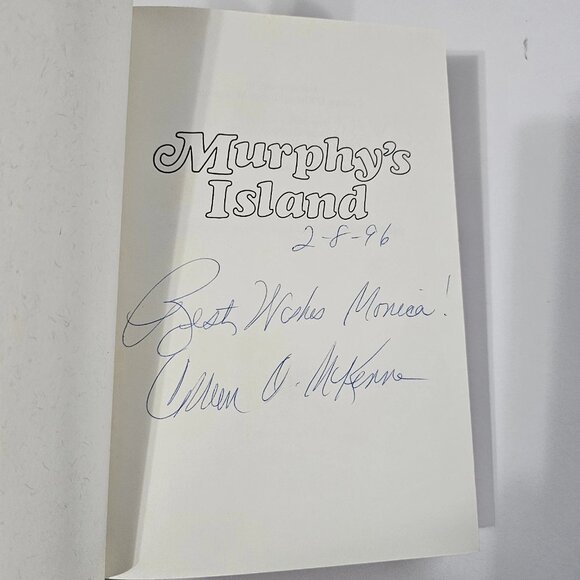 Murphy's
Island
2-8-96
Best Wishes Monica!
Colleen O. McKenna